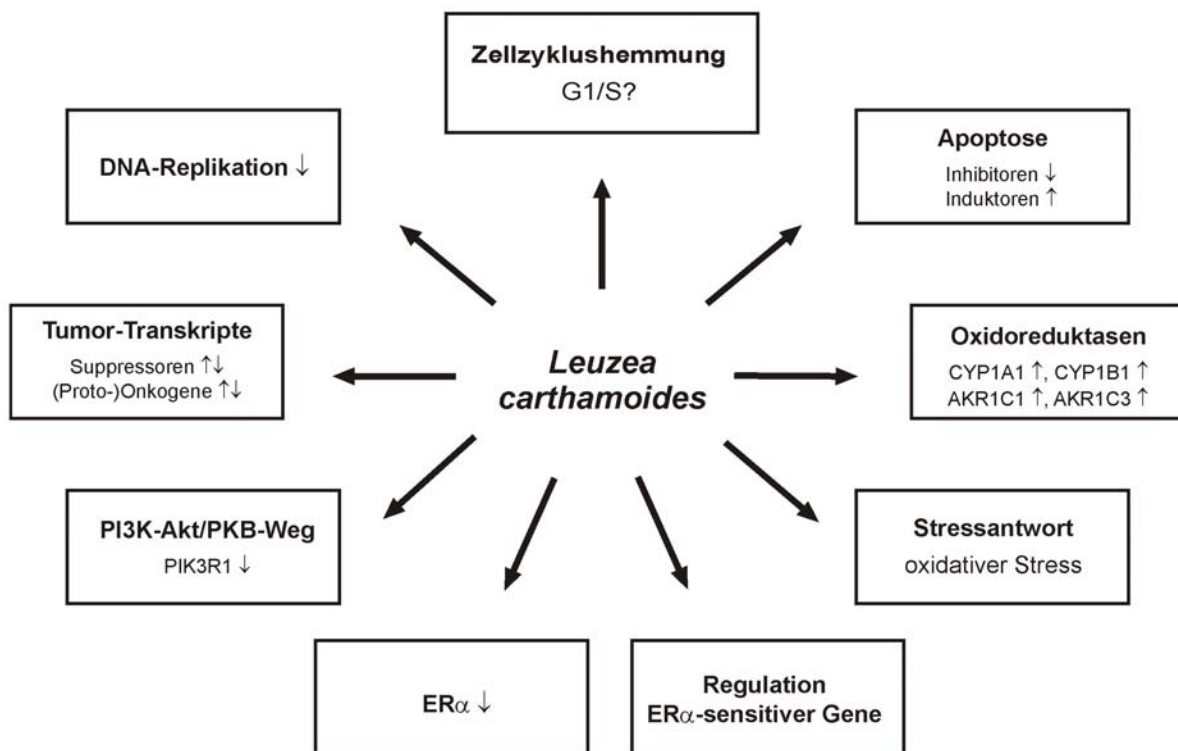 Zellzyklushemmung
G1/S?
DNA-Replikation ↓
Apoptose
Inhibitoren ↓
Induktoren ↑
Tumor-Transkripte
Suppressoren ↑↓
(Proto-)Onkogene ↑↓
Leuzea
carthamoides
Oxidoreduktasen
CYP1A1 ↑, CYP1B1 ↑
AKR1C1 ↑, AKR1C3 ↑
PI3K-Akt/PKB-Weg
PIK3R1 ↓
Stressantwort
oxidativer Stress
ERα ↓
Regulation
ERα-sensitiver Gene